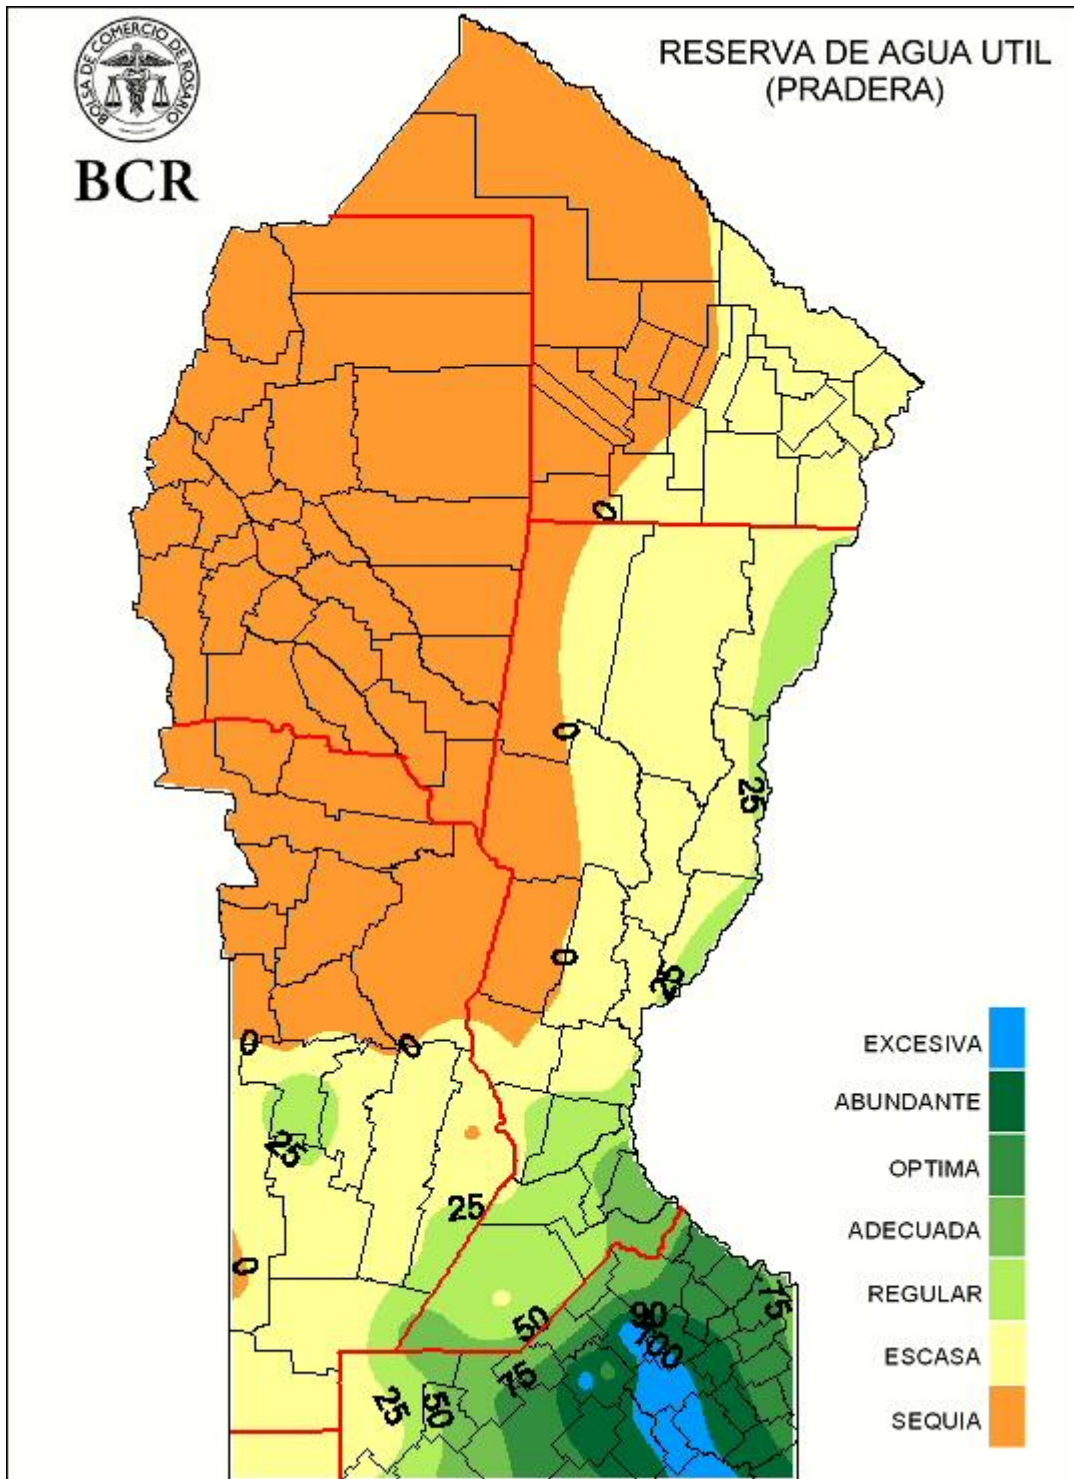 BOLSA DE COMERCIO DE ROSARIO
BCR
RESERVA DE AGUA UTIL
(PRADERA)
0
0
25
0
25
0
0
25
25
0
50
90
100
75
75
25
50
EXCESIVA
ABUNDANTE
OPTIMA
ADECUADA
REGULAR
ESCASA
SEQUIA